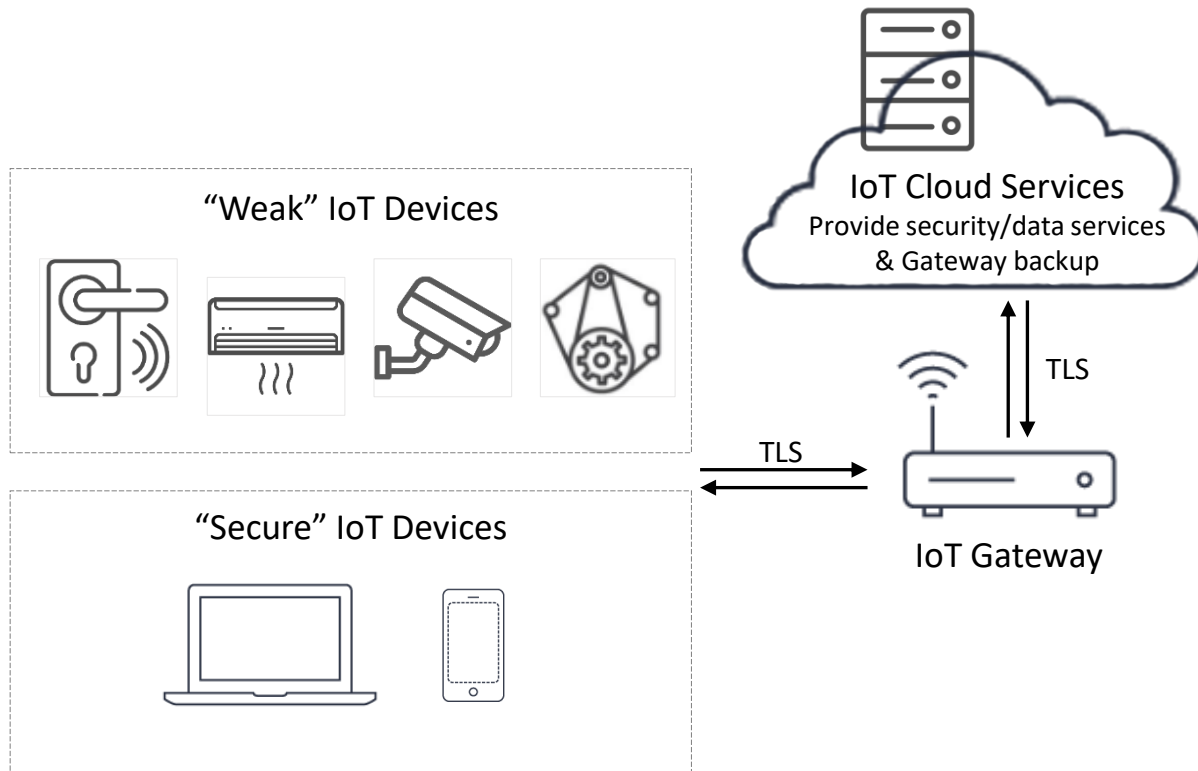 IoT Cloud Services
Provide security/data services
& Gateway backup
“Weak” IoT Devices
TLS
TLS
“Secure” IoT Devices
IoT Gateway